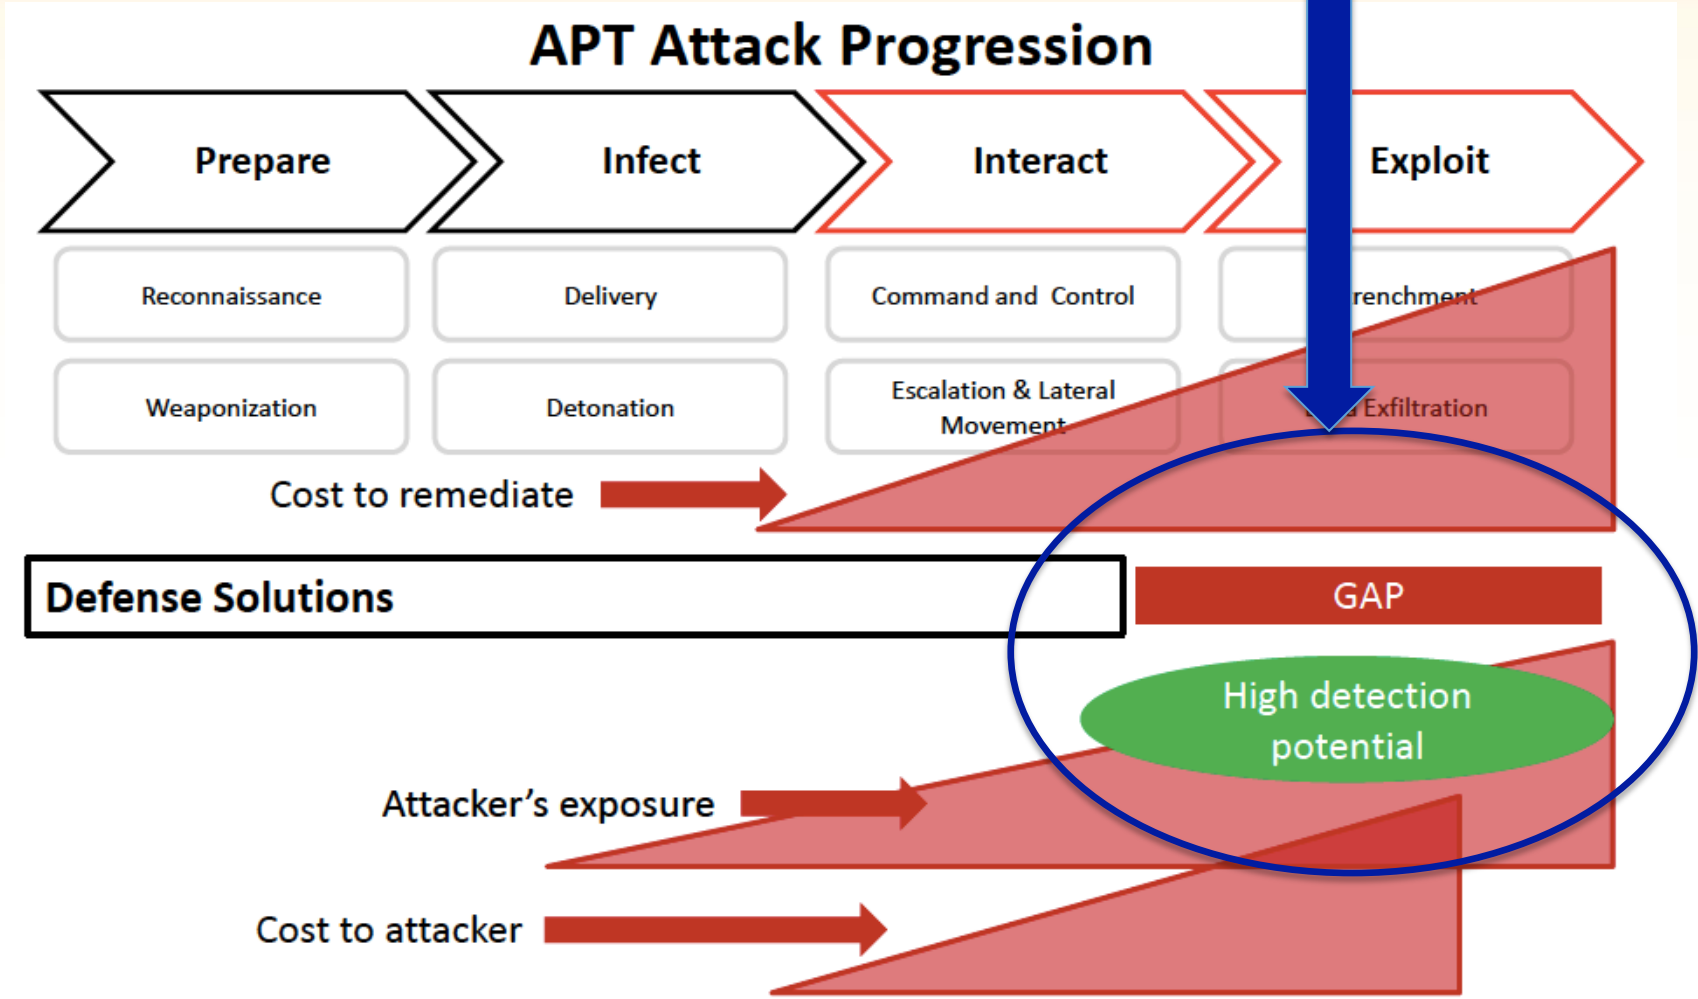 APT Attack Progression
Prepare
Infect
Interact
Exploit
Reconnaissance
Delivery
Command and Control
renchment
Weaponization
Detonation
Escalation & Lateral
Movement
Exfiltration
Cost to remediate
Defense Solutions
GAP
High detection
potential
Attacker's exposure
Cost to attacker